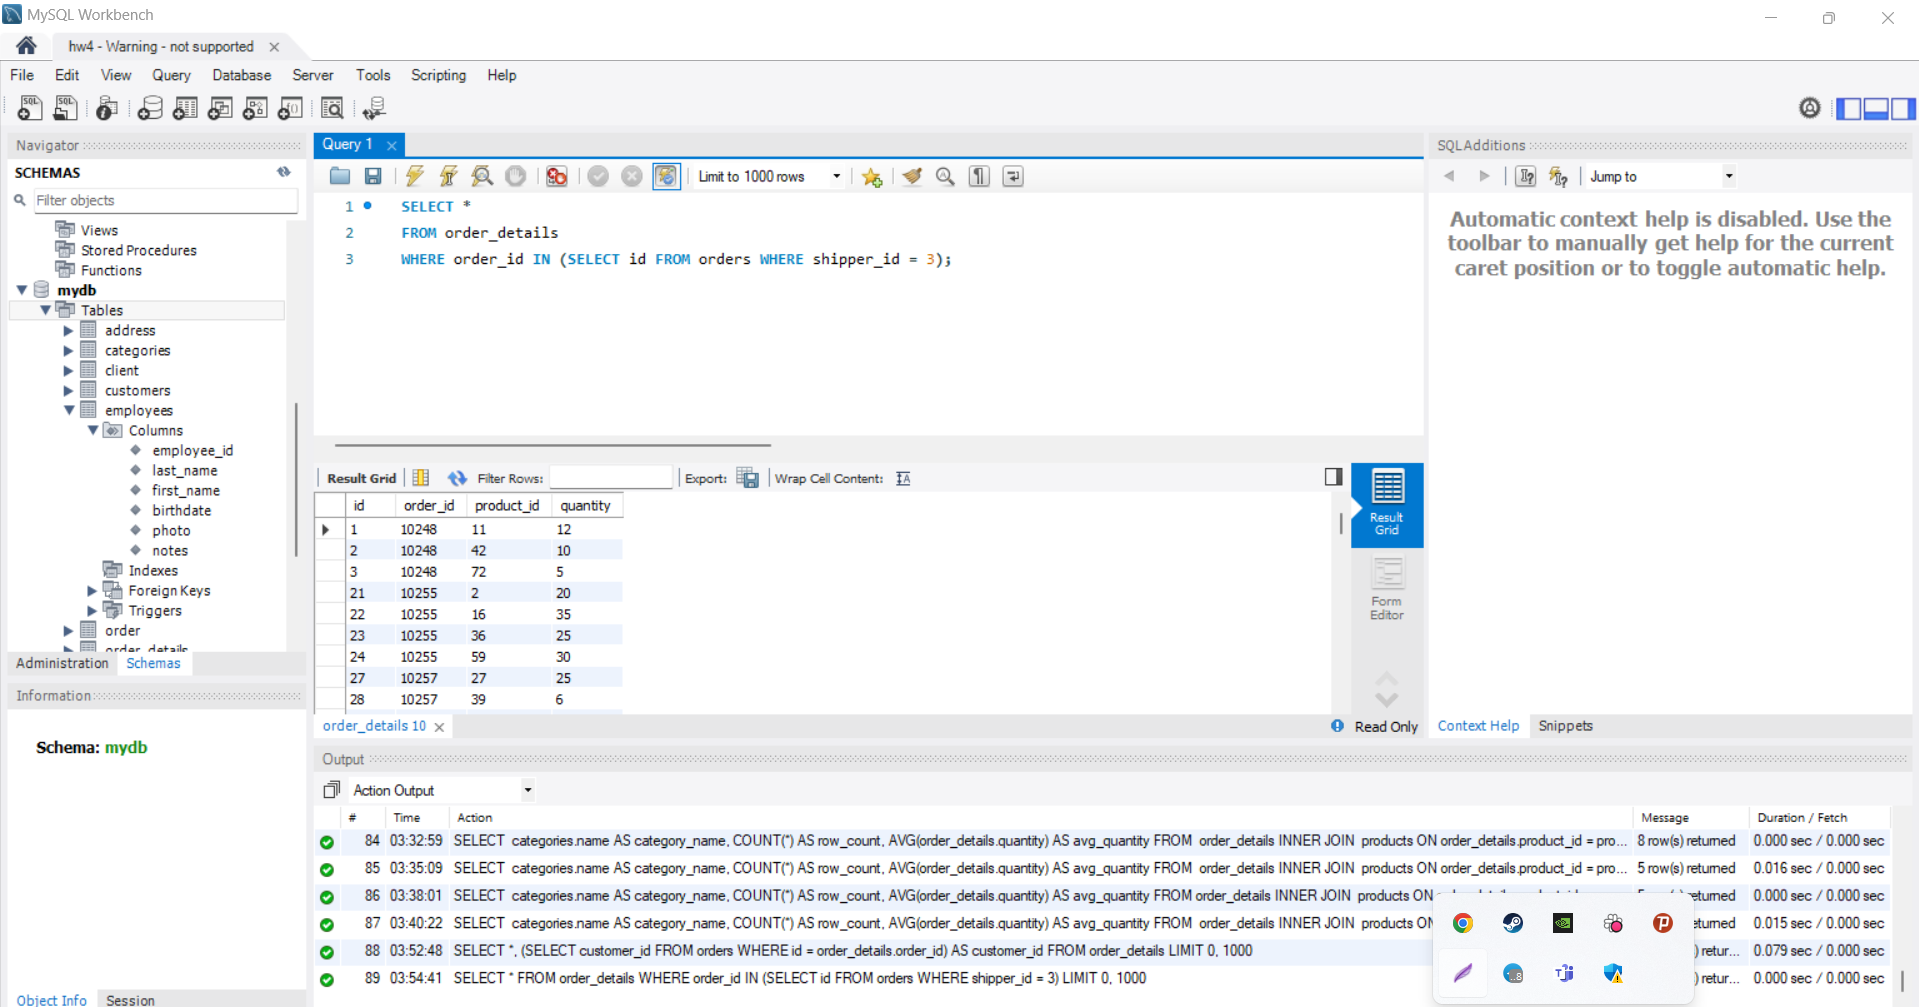 MySQL Workbench
hw4 - Warning - not supported
File Edit View Query Database Server Tools Scripting Help
Navigator
SCHEMAS
Filter objects
Views
Stored Procedures
Functions
mydb
Tables
address
categories
client
customers
employees
Columns
employee_id
last_name
first_name
birthdate
photo
notes
Indexes
Foreign Keys
Triggers
order
order_details
Administration Schemas
Information
Schema: mydb
Object Info Session
Query 1
Limit to 1000 rows
1 SELECT *
2 FROM order_details
3 WHERE order_id IN (SELECT id FROM orders WHERE shipper_id = 3);
Result Grid Filter Rows: Export: Wrap Cell Content:
id order_id product_id quantity
1 10248 11 12
2 10248 42 10
3 10248 72 5
21 10255 2 20
22 10255 16 35
23 10255 36 25
24 10255 59 30
27 10257 27 25
28 10257 39 6
Result
Grid
Form
Editor
order_details 10
Read Only
SQLAdditions
Jump to
Automatic context help is disabled. Use the
toolbar to manually get help for the current
caret position or to toggle automatic help.
Context Help Snippets
Output
Action Output
# Time Action Message Duration / Fetch
84 03:32:59 SELECT categories.name AS category_name, COUNT(*) AS row_count, AVG(order_details.quantity) AS avg_quantity FROM order_details INNER JOIN products ON order_details.product_id = pro... 8 row(s) returned 0.000 sec / 0.000 sec
85 03:35:09 SELECT categories.name AS category_name, COUNT(*) AS row_count, AVG(order_details.quantity) AS avg_quantity FROM order_details INNER JOIN products ON order_details.product_id = pro... 5 row(s) returned 0.016 sec / 0.000 sec
86 03:38:01 SELECT categories.name AS category_name, COUNT(*) AS row_count, AVG(order_details.quantity) AS avg_quantity FROM order_details INNER JOIN products ON 0.000 sec / 0.000 sec
87 03:40:22 SELECT categories.name AS category_name, COUNT(*) AS row_count, AVG(order_details.quantity) AS avg_quantity FROM order_details INNER JOIN products ON 0.015 sec / 0.000 sec
88 03:52:48 SELECT *, (SELECT customer_id FROM orders WHERE id = order_details.order_id) AS customer_id FROM order_details LIMIT 0, 1000 retur... 0.079 sec / 0.000 sec
89 03:54:41 SELECT * FROM order_details WHERE order_id IN (SELECT id FROM orders WHERE shipper_id = 3) LIMIT 0, 1000 retur... 0.000 sec / 0.000 sec